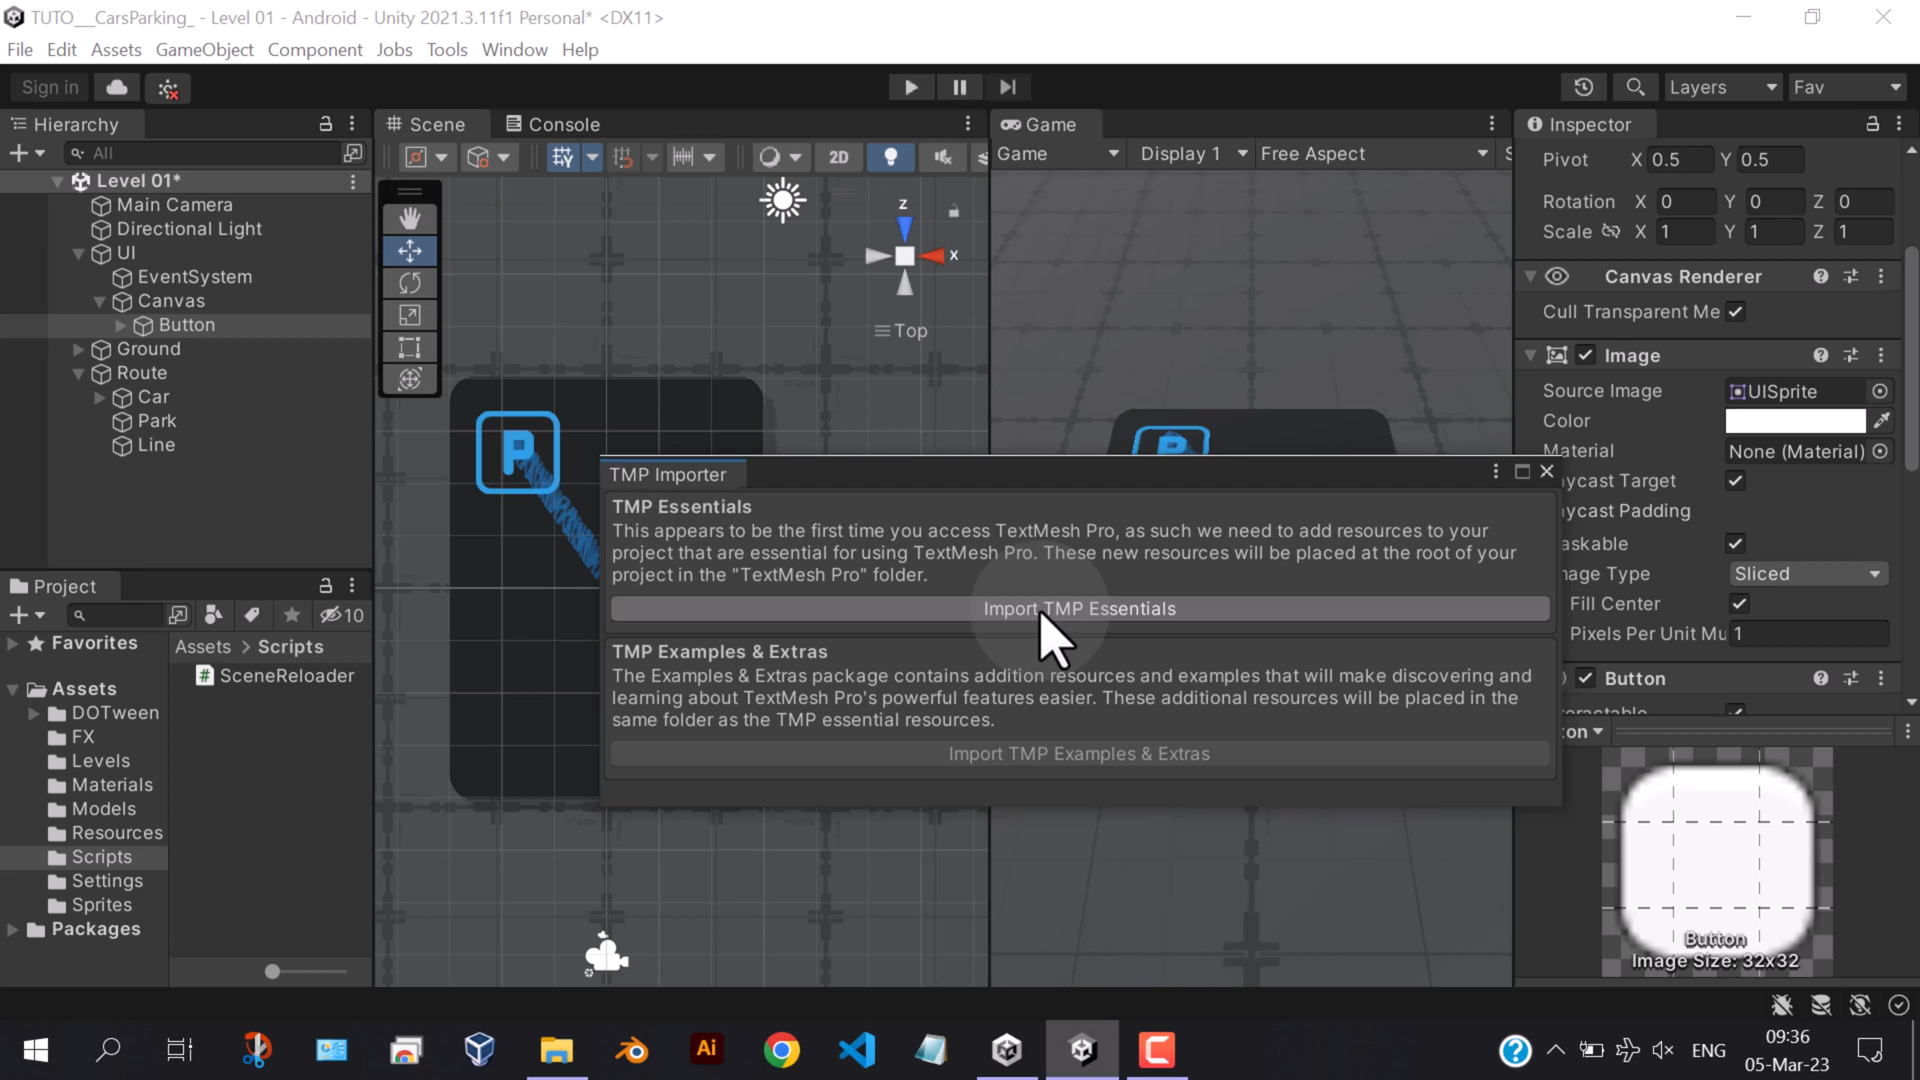 TUTO__CarsParking_ - Level 01 - Android - Unity 2021.3.11f1 Personal* <DX11>
File Edit Assets GameObject Component Jobs Tools Window Help
Sign in
Layers
Fav
Hierarchy
All
Level 01*
Main Camera
Directional Light
UI
EventSystem
Canvas
Button
Ground
Route
Car
Park
Line
Scene
Console
2D
Z
X
Top
P
Game
Game
Display 1
Free Aspect
S
P
Inspector
Pivot X 0.5 Y 0.5
Rotation X 0 Y 0 Z 0
Scale X 1 Y 1 Z 1
Canvas Renderer
Cull Transparent Me
Image
Source Image UISprite
Color
Material None (Material)
ycast Target
ycast Padding
askable
nage Type Sliced
Fill Center
Pixels Per Unit Mu 1
Button
ton
Button
Image Size: 32x32
TMP Importer
TMP Essentials
This appears to be the first time you access TextMesh Pro, as such we need to add resources to your
project that are essential for using TextMesh Pro. These new resources will be placed at the root of your
project in the "TextMesh Pro" folder.
Import TMP Essentials
TMP Examples & Extras
The Examples & Extras package contains addition resources and examples that will make discovering and
learning about TextMesh Pro's powerful features easier. These additional resources will be placed in the
same folder as the TMP essential resources.
Import TMP Examples & Extras
Project
10
Favorites
Assets
DOTween
FX
Levels
Materials
Models
Resources
Scripts
Settings
Sprites
Packages
Assets > Scripts
SceneReloader
Ai
ENG
09:36
05-Mar-23